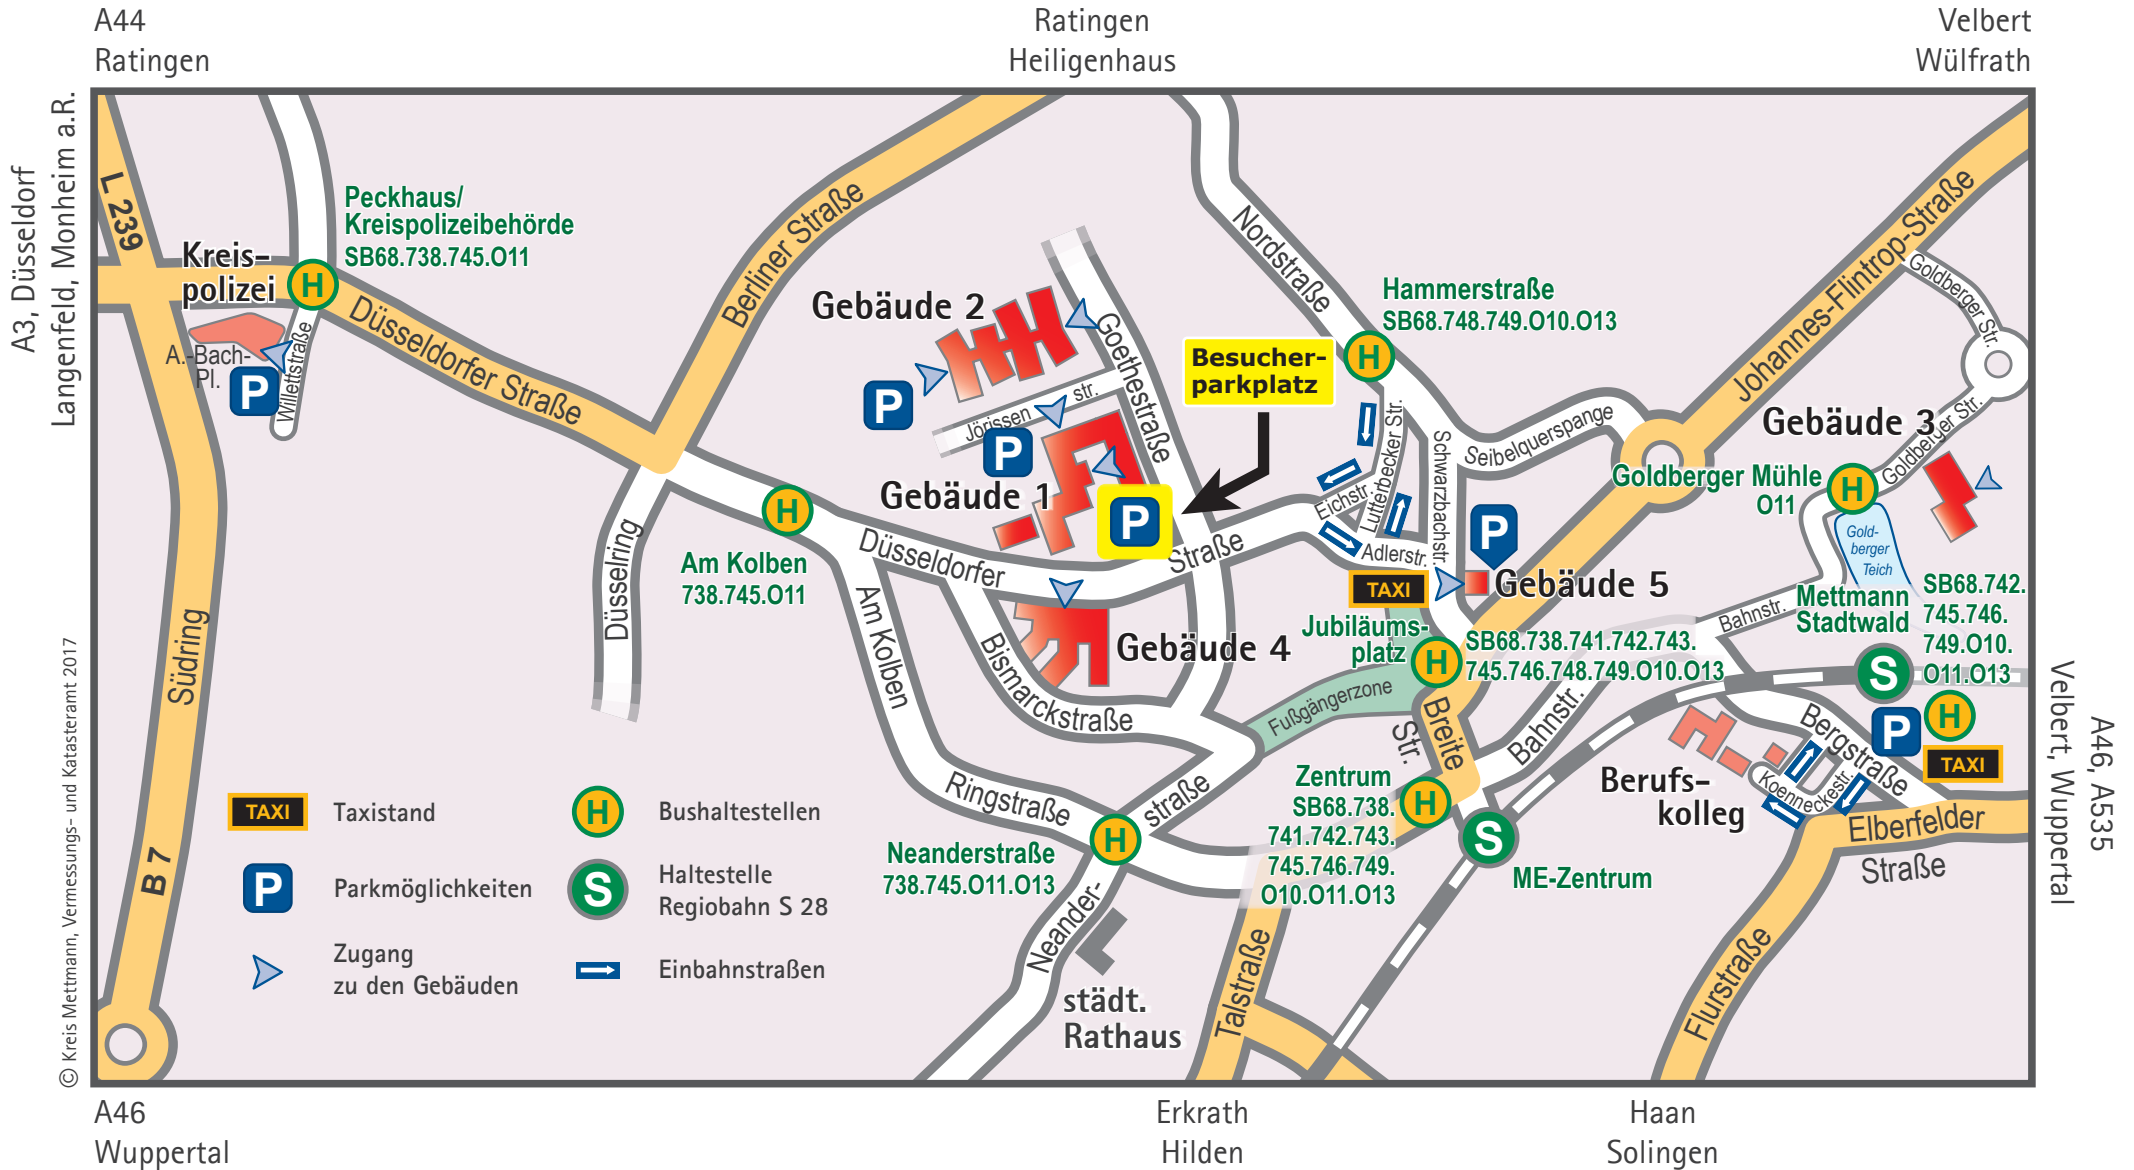 A44
Ratingen
Ratingen
Heiligenhaus
Velbert
Wülfrath
A3, Düsseldorf
Langenfeld, Monheim a.R.
L 239
Peckhaus/
Kreispolizeibehörde
SB68.738.745.O11
Kreis-
polizei
H
A.-Bach-
Pl.
P
Willettstraße
Düsseldorfer Straße
Berliner Straße
Gebäude 2
P
Goethestraße
Jörissen
str.
P
Gebäude 1
P
Besucher-
parkplatz
Nordstraße
Hammerstraße
SB68.748.749.O10.O13
H
Johannes-Flintrop-Straße
Goldberger Str.
Gebäude 3
Goldberger Str.
Goldberger Mühle
O11
H
Gold-
berger
Teich
Seibelquerspange
Schwarzbachstr.
Lutterbecker Str.
Eichstr.
Adlerstr.
P
Gebäude 5
TAXI
Jubiläums-
platz
H
SB68.738.741.742.743.
745.746.748.749.O10.O13
Bahnstr.
Mettmann
Stadtwald
SB68.742.
745.746.
749.O10.
O11.O13
S
P
H
TAXI
H
Am Kolben
738.745.O11
Düsselring
Düsseldorfer
Straße
Am Kolben
Gebäude 4
Bismarckstraße
Fußgängerzone
Breite
Str.
Bahnstr.
Südring
B 7
Ringstraße
straße
Neander-
H
Neanderstraße
738.745.O11.O13
Zentrum
SB68.738.
741.742.743.
745.746.749.
O10.O11.O13
H
S
ME-Zentrum
Berufs-
kolleg
Bergstraße
Koenneckestr.
Elberfelder
Straße
Flurstraße
Talstraße
städt.
Rathaus
TAXI
Taxistand
H
Bushaltestellen
P
Parkmöglichkeiten
S
Haltestelle
Regiobahn S 28
Zugang
zu den Gebäuden
Einbahnstraßen
© Kreis Mettmann, Vermessungs- und Katasteramt 2017
A46, A535
Velbert, Wuppertal
A46
Wuppertal
Erkrath
Hilden
Haan
Solingen